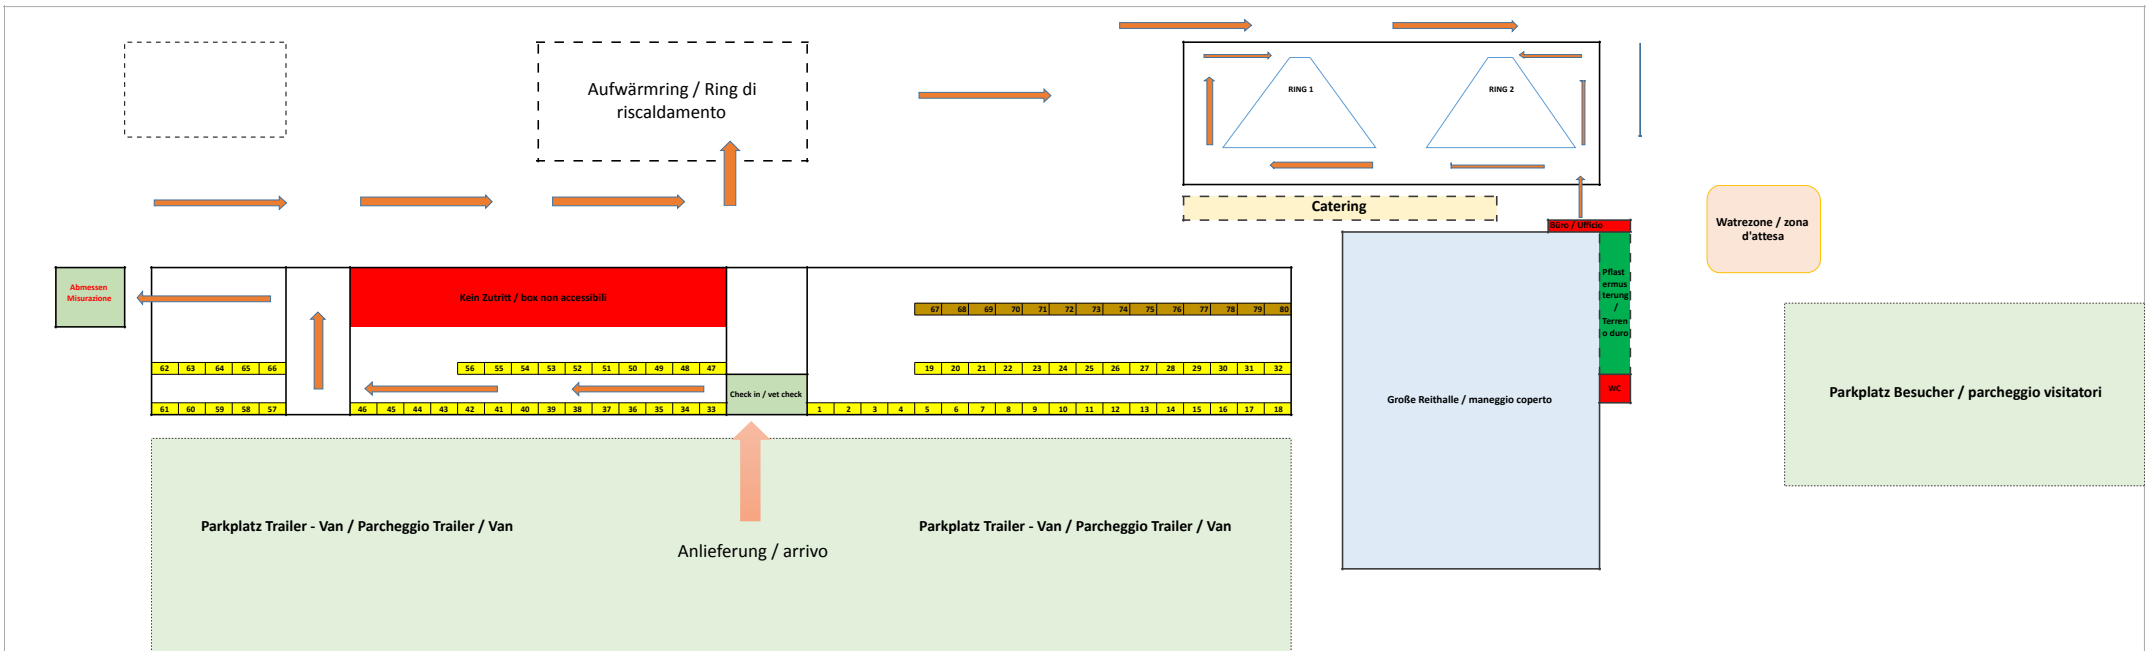 Aufwärmring / Ring di
riscaldamento
RING 1
RING 2
Catering
Büro / Ufficio
Watrezone / zona
d'attesa
Abmessen
Misurazione
Kein Zutritt / box non accessibili
Pflast
ermus
terung
/
Terren
o duro
67 68 69 70 71 72 73 74 75 76 77 78 79 80
62 63 64 65 66
56 55 54 53 52 51 50 49 48 47
19 20 21 22 23 24 25 26 27 28 29 30 31 32
Check in / vet check
WC
Große Reithalle / maneggio coperto
Parkplatz Besucher / parcheggio visitatori
61 60 59 58 57
46 45 44 43 42 41 40 39 38 37 36 35 34 33
1 2 3 4 5 6 7 8 9 10 11 12 13 14 15 16 17 18
Parkplatz Trailer - Van / Parcheggio Trailer / Van
Parkplatz Trailer - Van / Parcheggio Trailer / Van
Anlieferung / arrivo